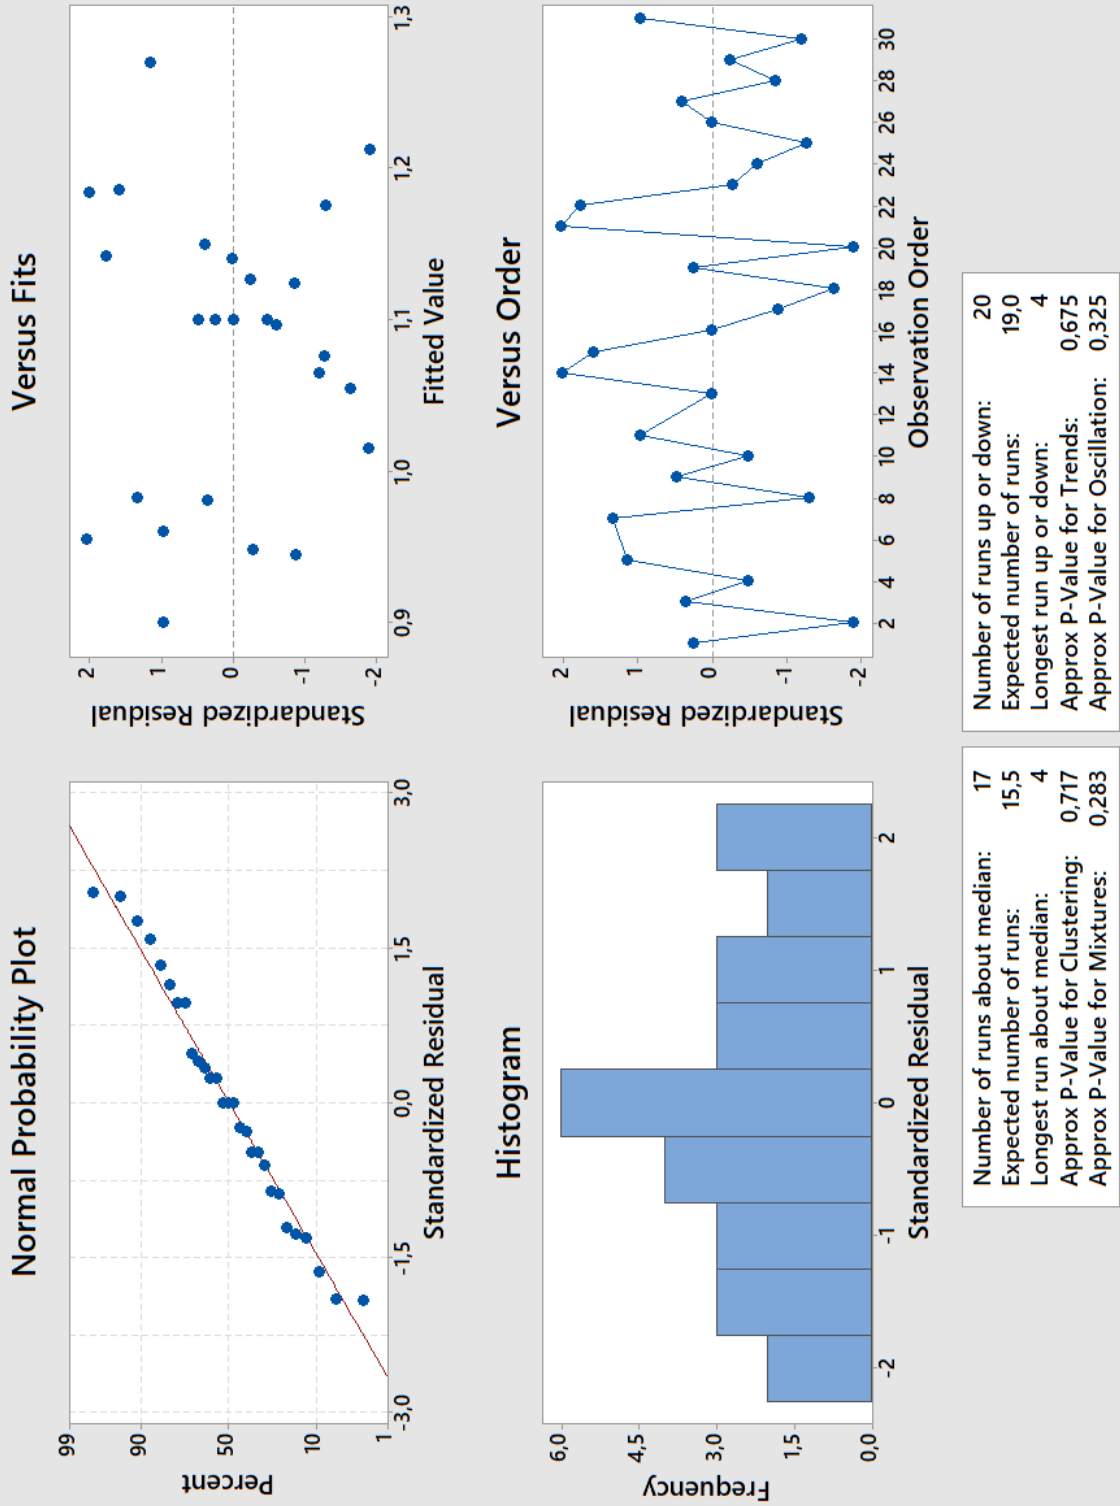 Normal Probability Plot
Percent
99
90
50
10
1
-3,0
-1,5
0,0
1,5
3,0
Standardized Residual
Versus Fits
Standardized Residual
2
1
0
-1
-2
0,9
1,0
1,1
1,2
1,3
Fitted Value
Histogram
Frequency
6,0
4,5
3,0
1,5
0,0
-2
-1
0
1
2
Standardized Residual
Versus Order
Standardized Residual
2
1
0
-1
-2
2
4
6
8
10
12
14
16
18
20
22
24
26
28
30
Observation Order
Number of runs about median: 17
Expected number of runs: 15,5
Longest run about median: 4
Approx P-Value for Clustering: 0,717
Approx P-Value for Mixtures: 0,283
Number of runs up or down: 20
Expected number of runs: 19,0
Longest run up or down: 4
Approx P-Value for Trends: 0,675
Approx P-Value for Oscillation: 0,325